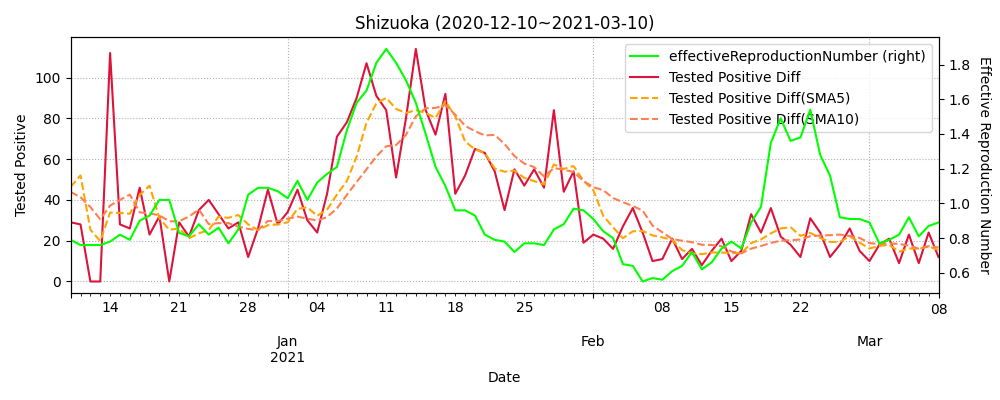 Shizuoka (2020-12-10~2021-03-10)
effectiveReproductionNumber (right)
Tested Positive Diff
Tested Positive Diff(SMA5)
Tested Positive Diff(SMA10)
Tested Positive
100
80
60
40
20
0
1.8
1.6
1.4
1.2
1.0
0.8
0.6
Effective Reproduction Number
14 21 28 04 11 18 25 08 15 22 08
Jan Feb Mar
2021
Date